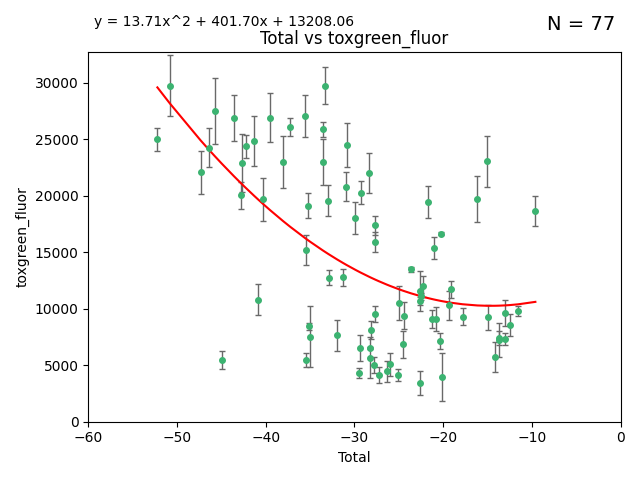 y = 13.71x^2 + 401.70x + 13208.06
N = 77
Total vs toxgreen_fluor
30000
25000
20000
15000
10000
5000
0
toxgreen_fluor
−60
−50
−40
−30
−20
−10
0
Total